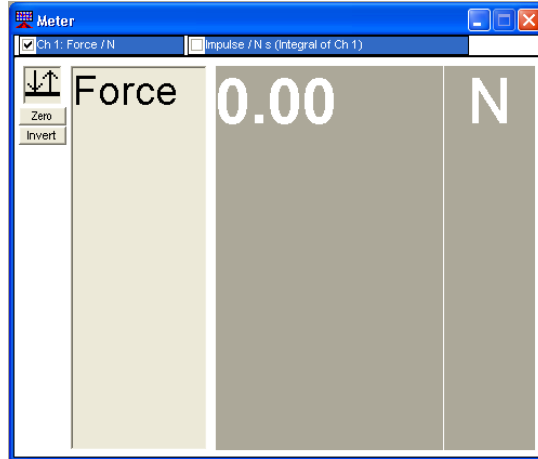 Meter
Ch 1: Force / N Impulse / N s (Integral of Ch 1)
Force 0.00 N
Zero
Invert